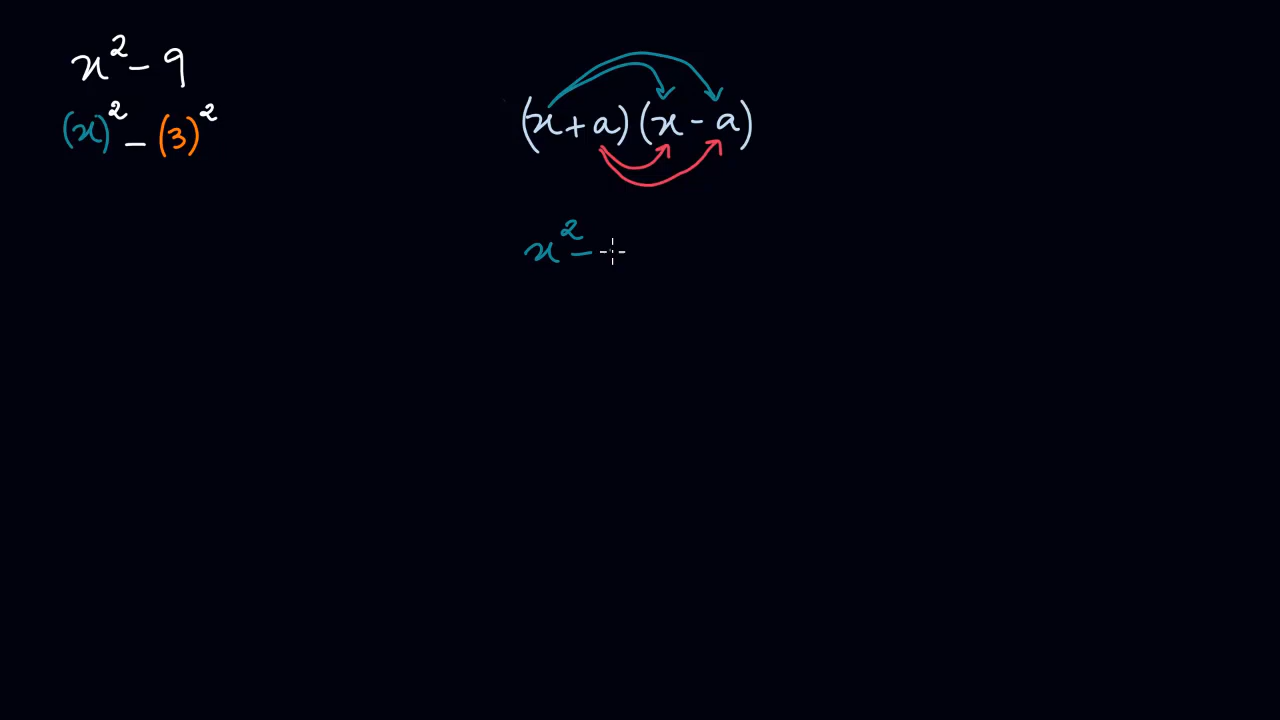 x² - 9
(x)² - (3)²
(x + a)(x - a)
x² -